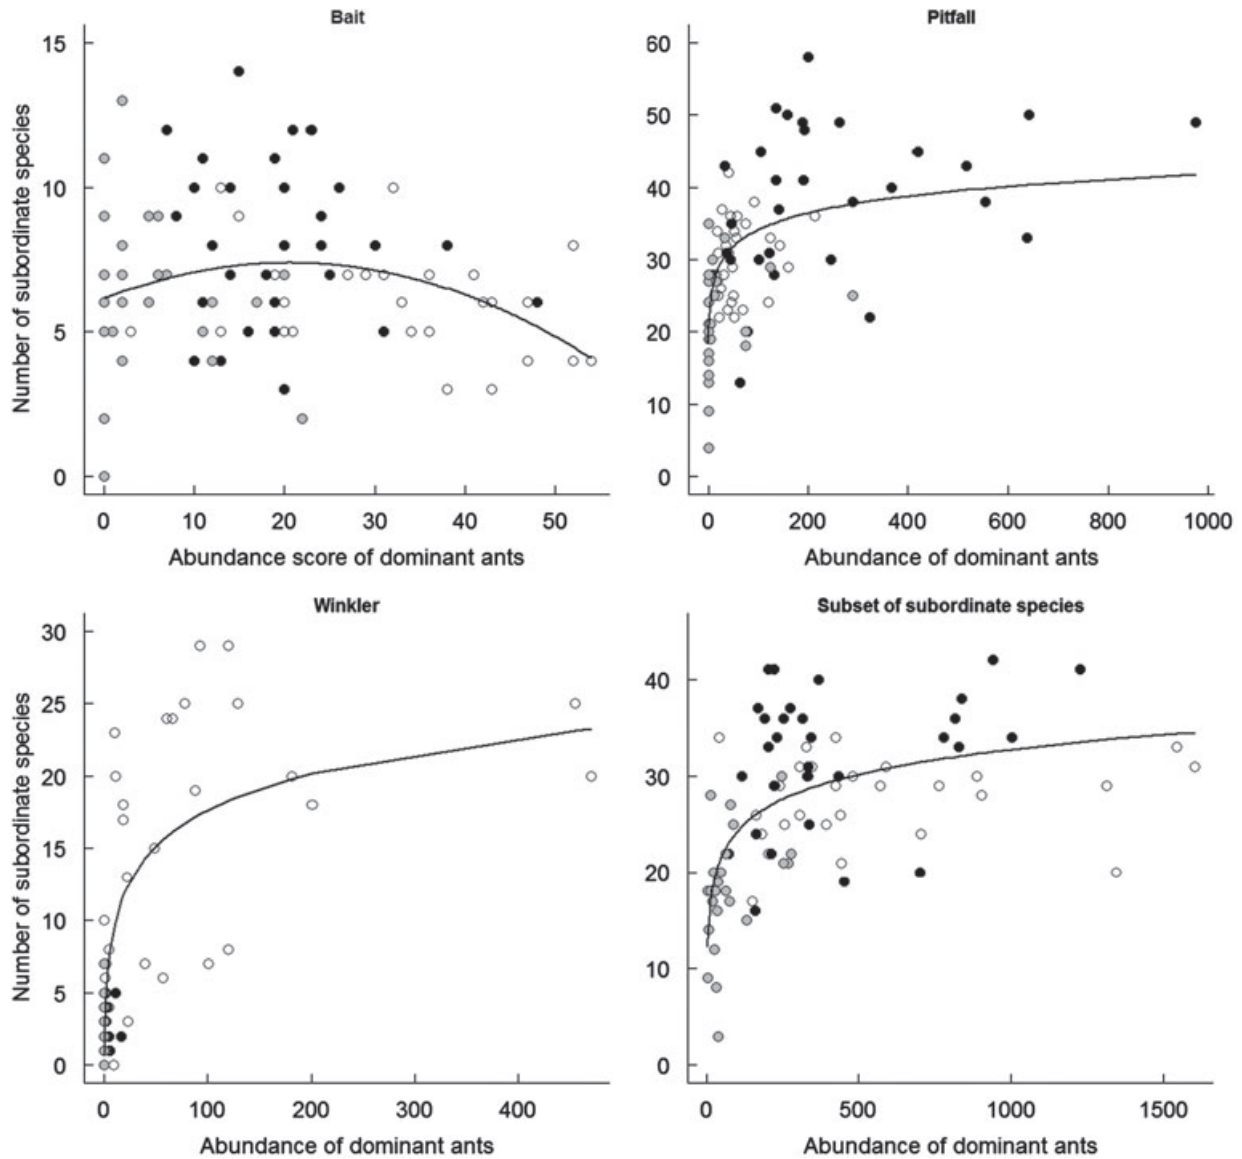 Bait
15
10
5
0
Number of subordinate species
0 10 20 30 40 50
Abundance score of dominant ants
Pitfall
60
50
40
30
20
10
0
0 200 400 600 800 1000
Abundance of dominant ants
Winkler
30
25
20
15
10
5
0
Number of subordinate species
0 100 200 300 400
Abundance of dominant ants
Subset of subordinate species
40
30
20
10
0
0 500 1000 1500
Abundance of dominant ants